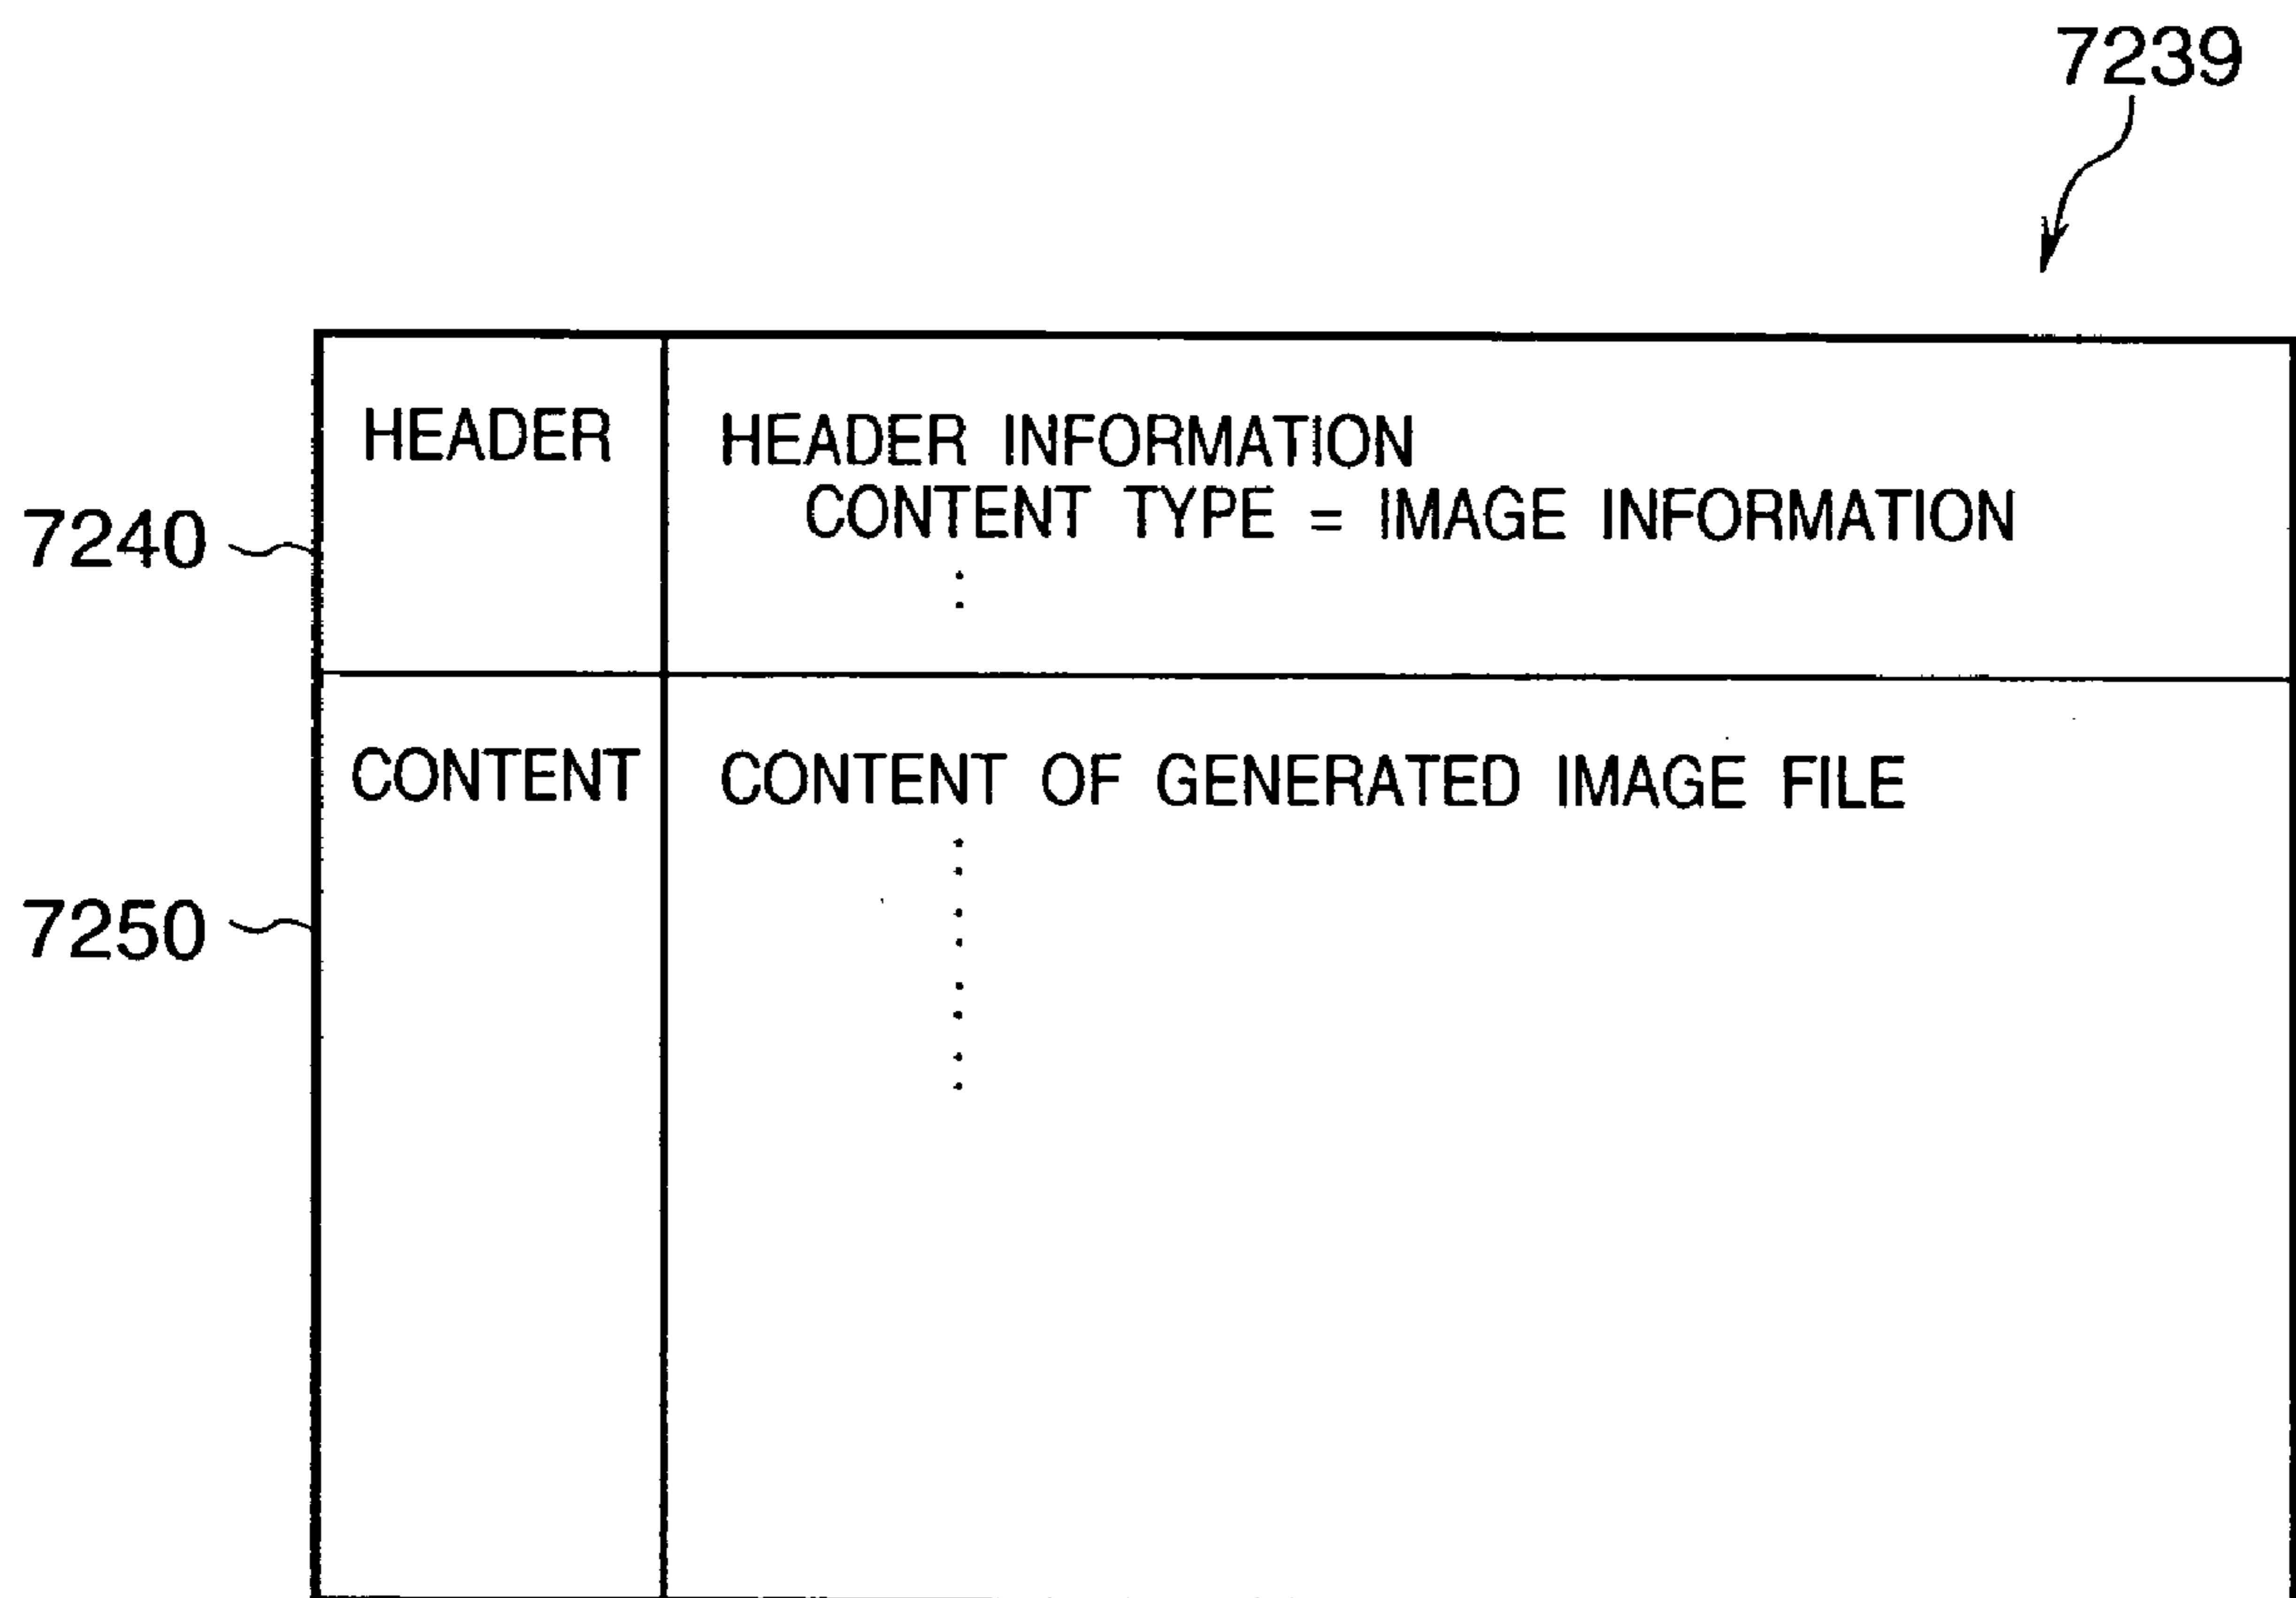 7239
HEADER
HEADER INFORMATION
CONTENT TYPE = IMAGE INFORMATION
:
7240
CONTENT
CONTENT OF GENERATED IMAGE FILE
:
:
:
:
7250